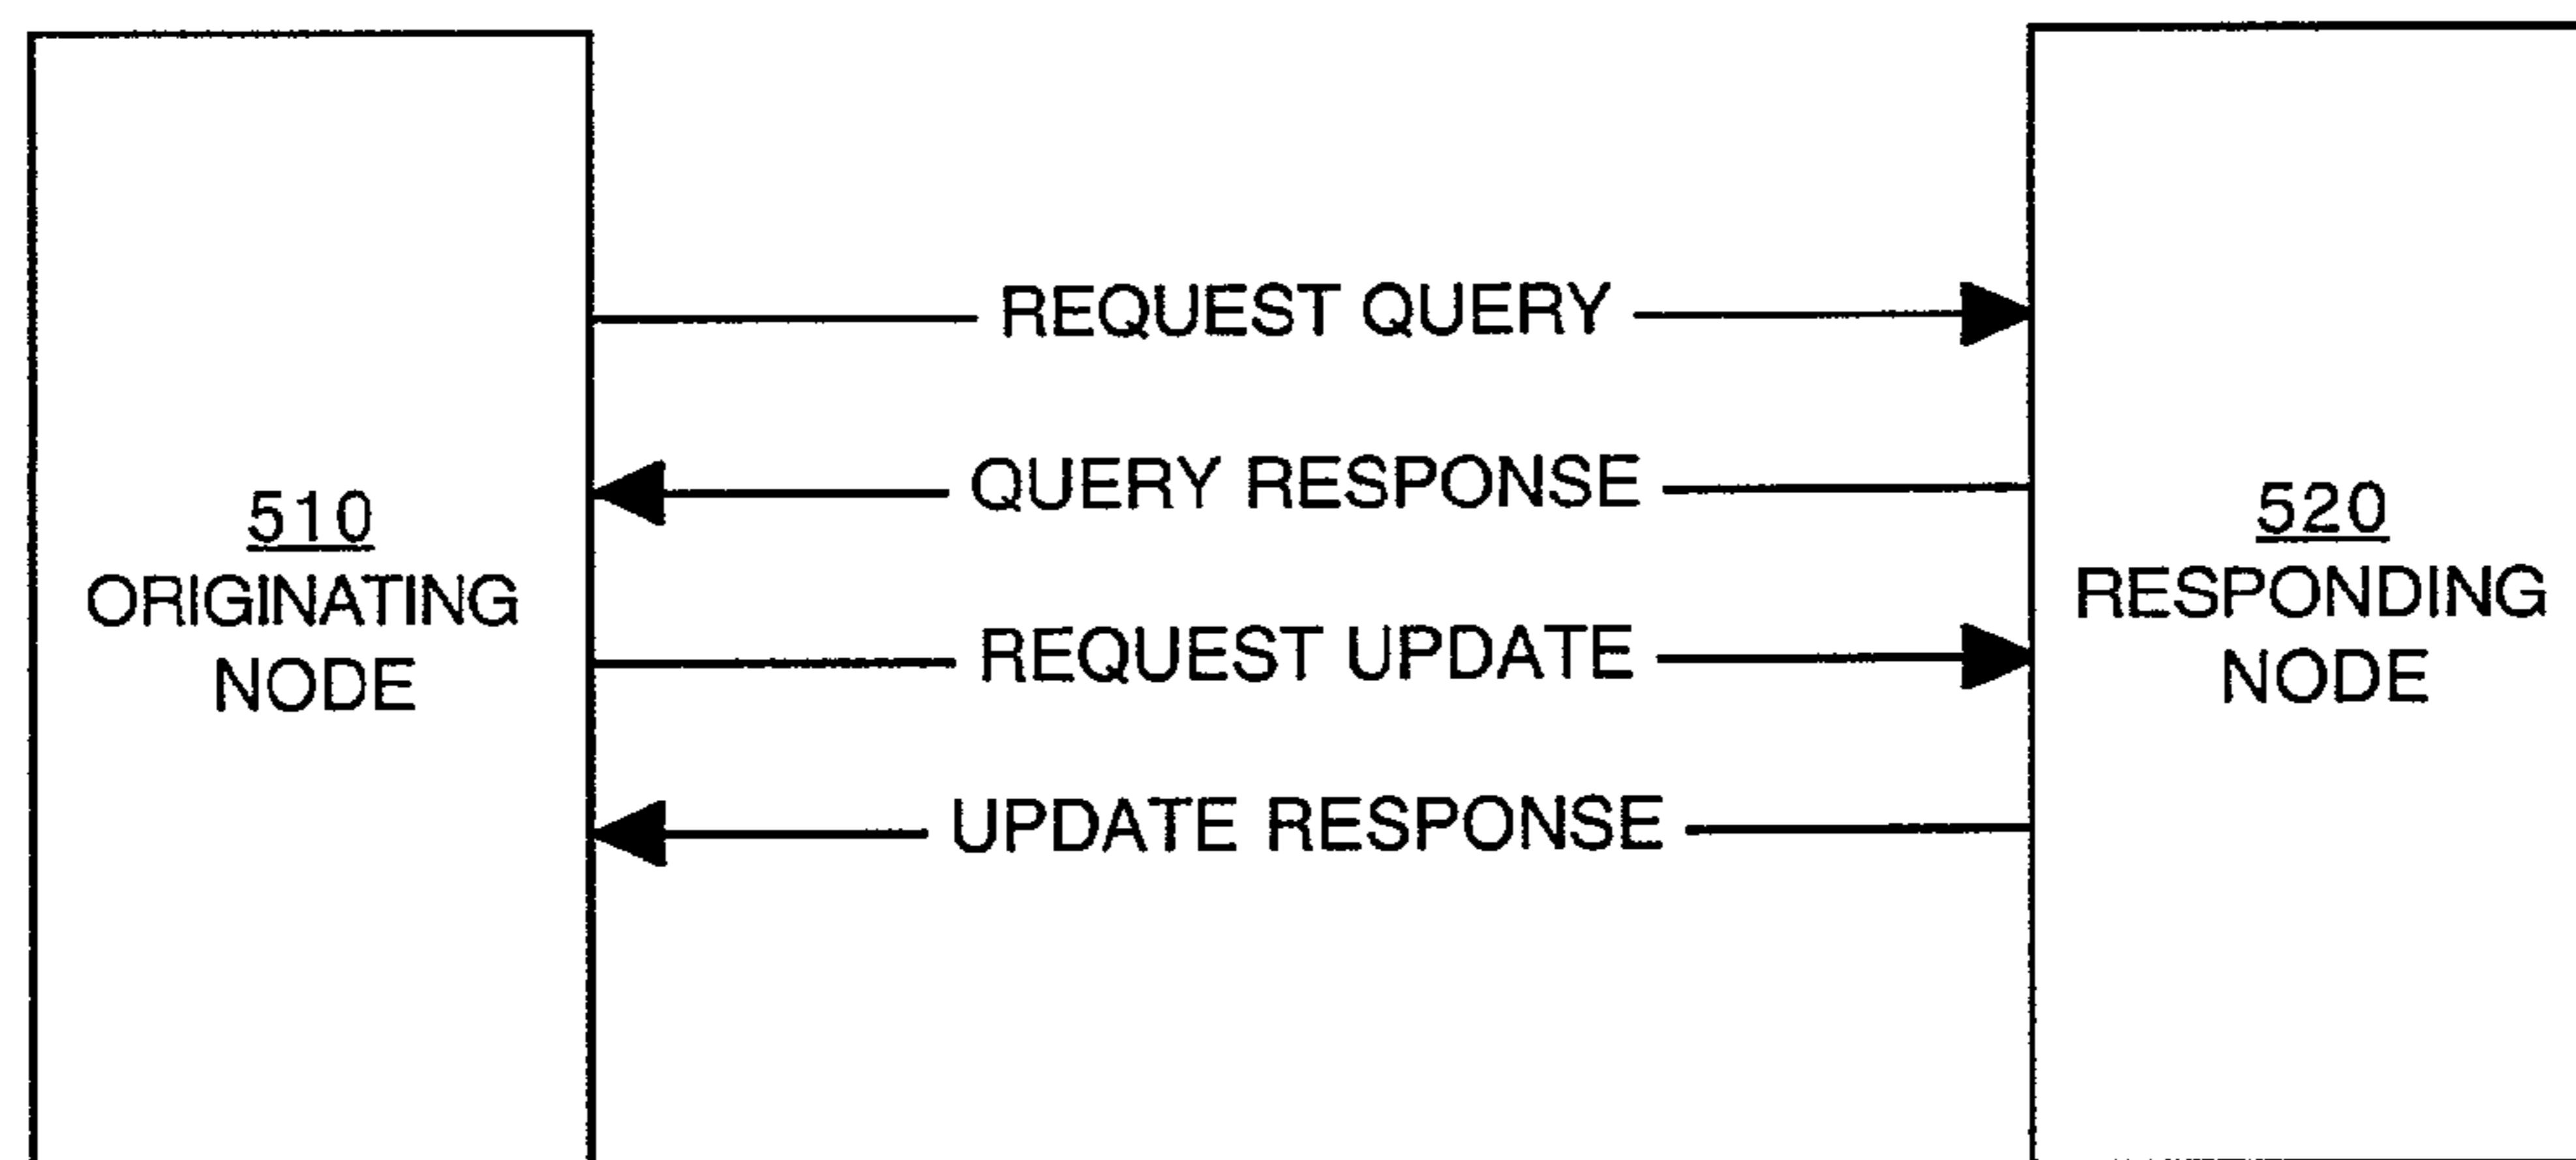 REQUEST QUERY
QUERY RESPONSE
510
ORIGINATING
NODE
REQUEST UPDATE
UPDATE RESPONSE
520
RESPONDING
NODE